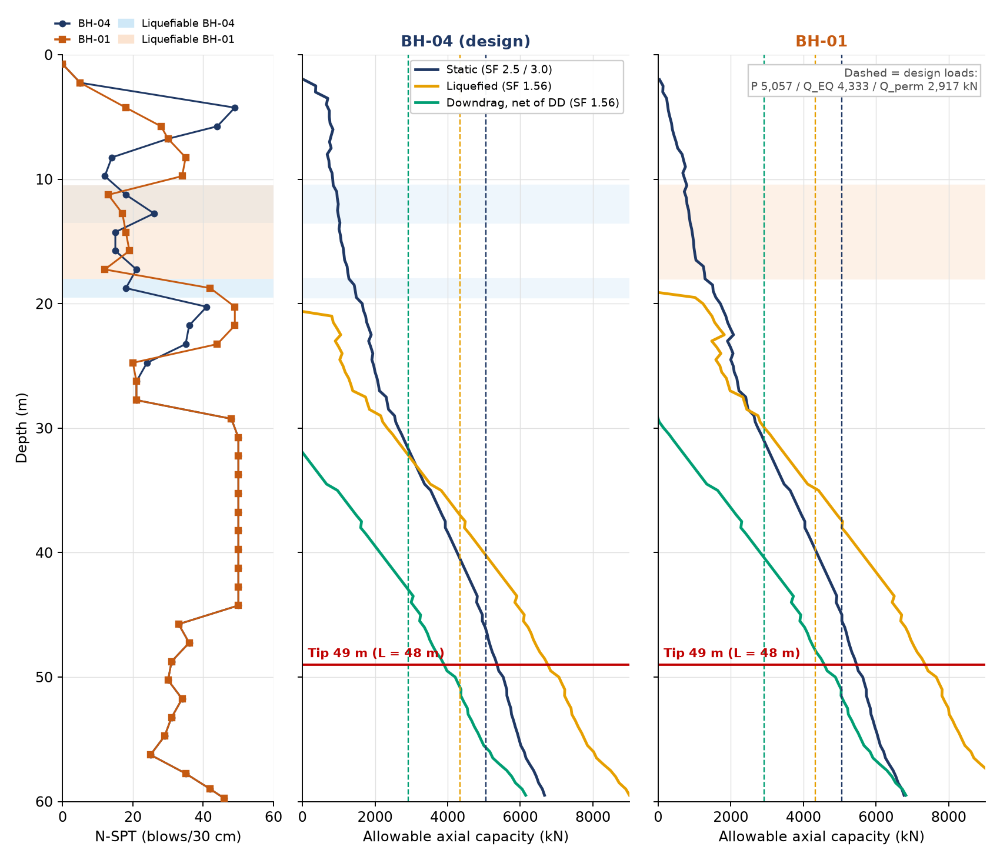 BH-04
BH-01
Liquefiable BH-04
Liquefiable BH-01
0
10
20
30
40
50
60
Depth (m)
0 20 40 60
N-SPT (blows/30 cm)
BH-04 (design)
Static (SF 2.5 / 3.0)
Liquefied (SF 1.56)
Downdrag, net of DD (SF 1.56)
Tip 49 m (L = 48 m)
0 2000 4000 6000 8000
Allowable axial capacity (kN)
BH-01
Dashed = design loads:
P 5,057 / Q_EQ 4,333 / Q_perm 2,917 kN
Tip 49 m (L = 48 m)
0 2000 4000 6000 8000
Allowable axial capacity (kN)